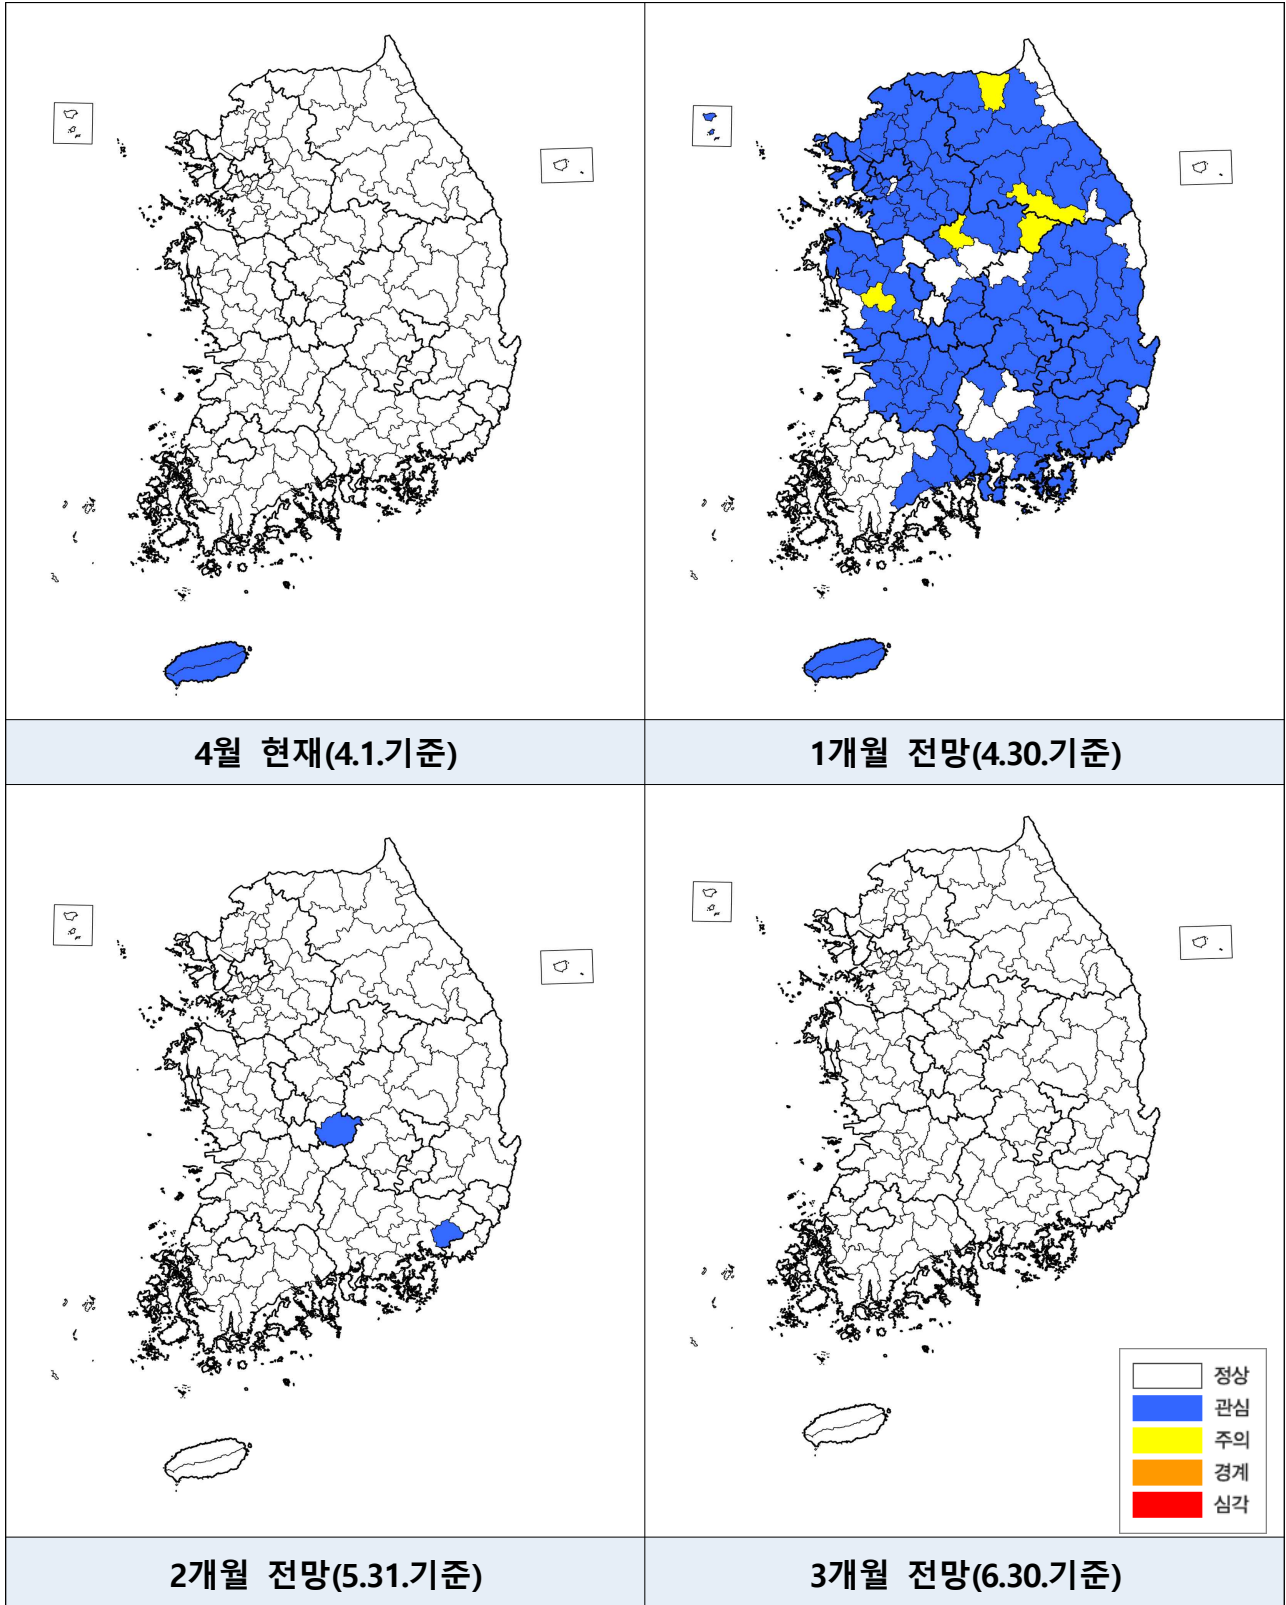 4월 현재(4.1.기준)
1개월 전망(4.30.기준)
정상
관심
주의
경계
심각
2개월 전망(5.31.기준)
3개월 전망(6.30.기준)